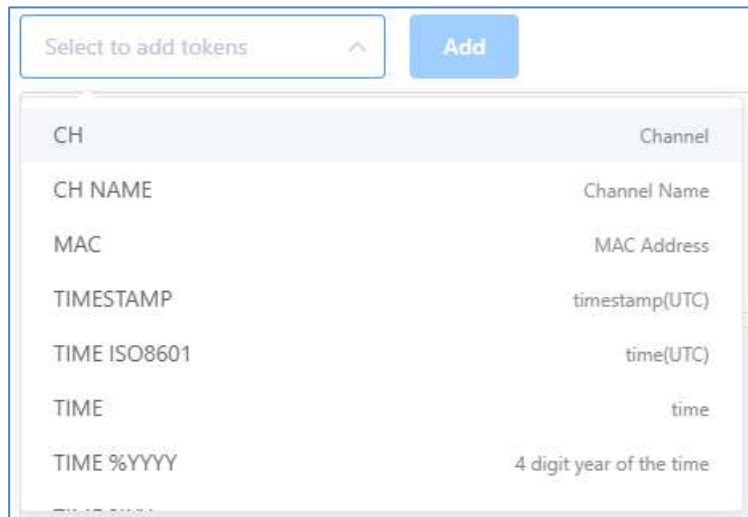 Select to add tokens Add
CH Channel
CH NAME Channel Name
MAC MAC Address
TIMESTAMP timestamp(UTC)
TIME ISO8601 time(UTC)
TIME time
TIME %YYYY 4 digit year of the time